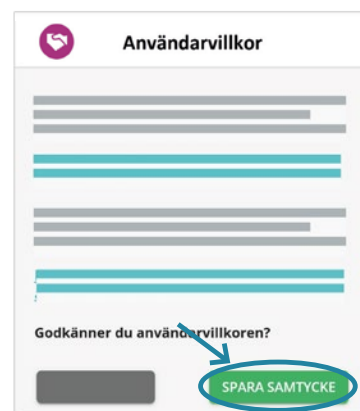 Användarvillkor
Godkänner du användarvillkoren?
SPARA SAMTYCKE